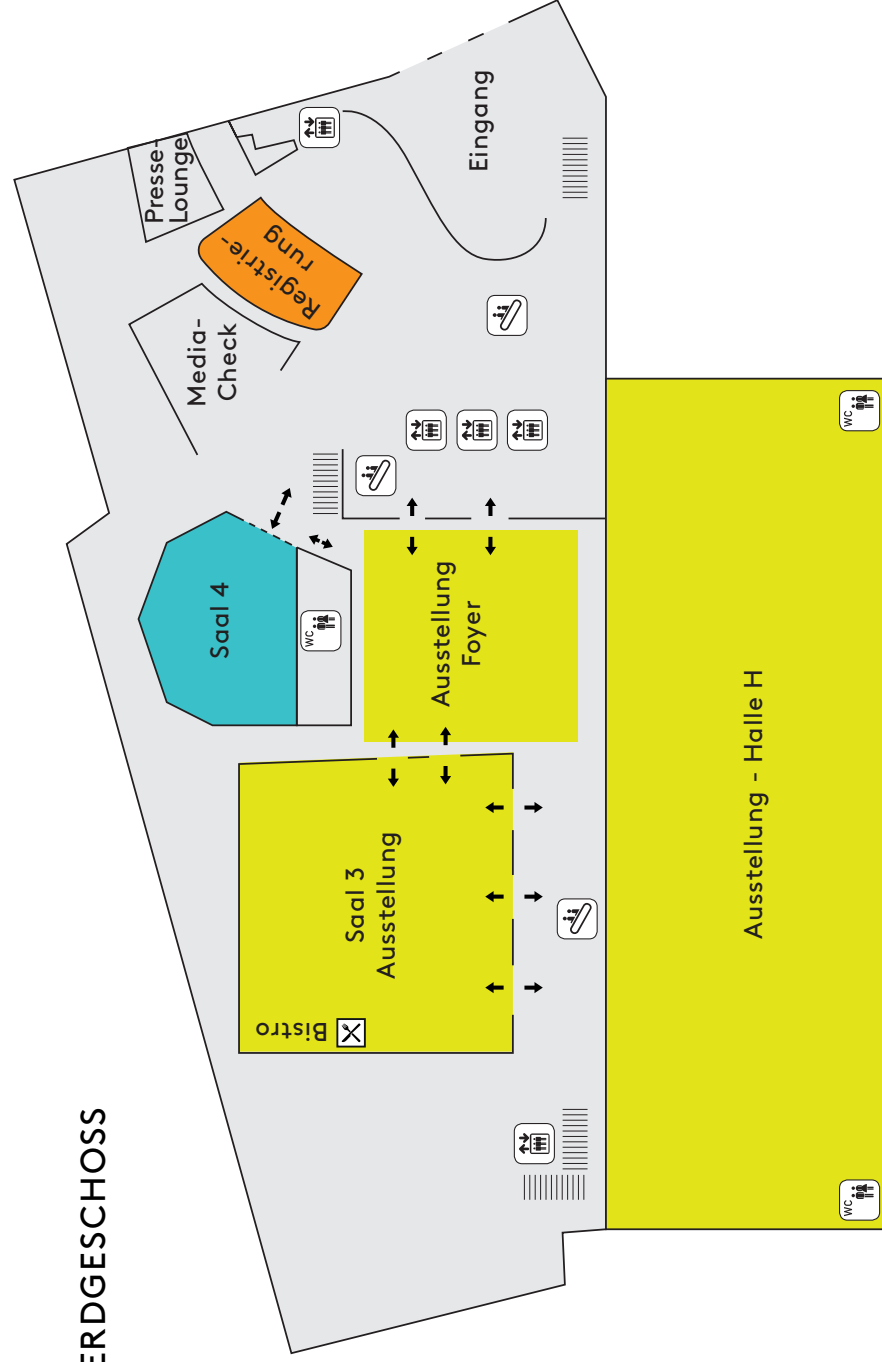 ERDGESCHOSS
Bistro
Saal 3
Ausstellung
Saal 4
WC
Ausstellung
Foyer
Media-
Check
Registrie-
rung
Presse-
Lounge
Eingang
Ausstellung - Halle H
WC
WC